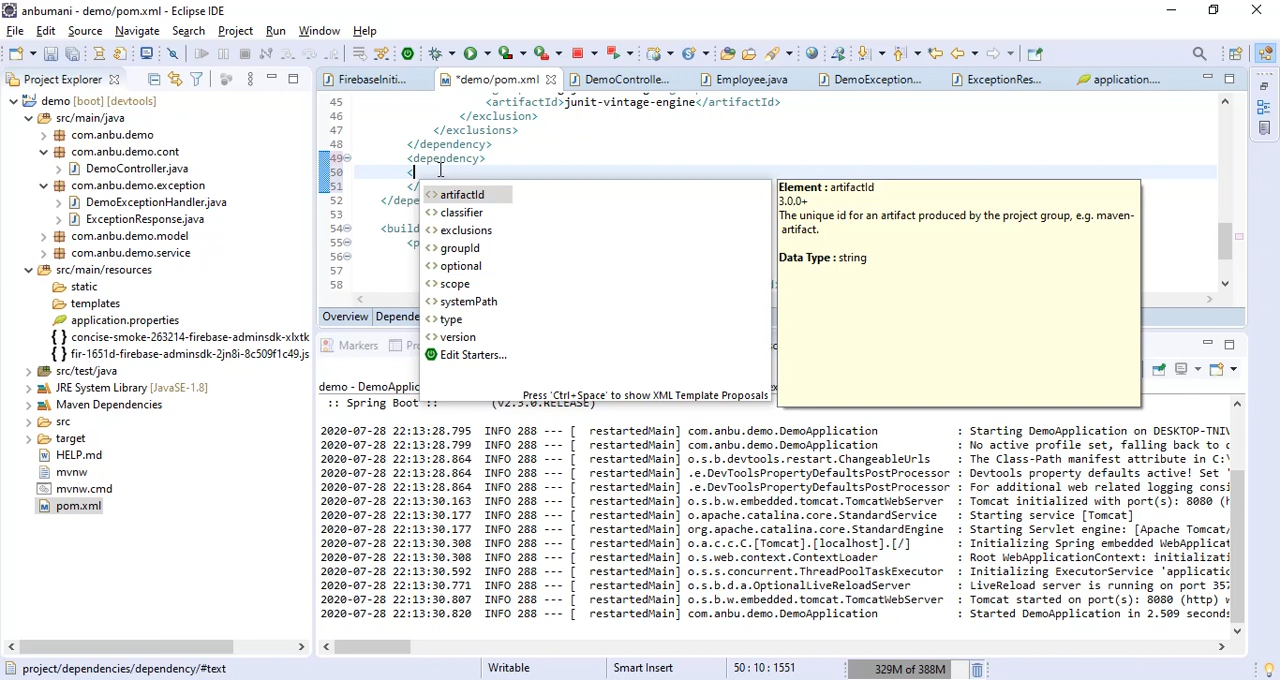 anbumani - demo/pom.xml - Eclipse IDE
File Edit Source Navigate Search Project Run Window Help
Project Explorer
FirebaseIniti...
*demo/pom.xml
DemoControlle...
Employee.java
DemoException...
ExceptionRes...
application....
demo [boot] [devtools]
src/main/java
com.anbu.demo
com.anbu.demo.cont
DemoController.java
com.anbu.demo.exception
DemoExceptionHandler.java
ExceptionResponse.java
com.anbu.demo.model
com.anbu.demo.service
src/main/resources
static
templates
application.properties
concise-smoke-263214-firebase-adminsdk-xlxtk
fir-1651d-firebase-adminsdk-2jn8i-8c509f1c49.js
src/test/java
JRE System Library [JavaSE-1.8]
Maven Dependencies
src
target
HELP.md
mvnw
mvnw.cmd
pom.xml
45 <artifactId>junit-vintage-engine</artifactId>
46 </exclusion>
47 </exclusions>
48 </dependency>
49 <dependency>
50 <
51 </
52 </depe
53
54 <build
55 <p
56
57
58
artifactId
classifier
exclusions
groupId
optional
scope
systemPath
type
version
Edit Starters...
Press 'Ctrl+Space' to show XML Template Proposals
Element : artifactId
3.0.0+
The unique id for an artifact produced by the project group, e.g. maven-
artifact.
Data Type : string
Overview Depende
Markers Pr
demo - DemoApplic
:: Spring Boot :: (v2.3.0.RELEASE)
2020-07-28 22:13:28.795 INFO 288 --- [ restartedMain] com.anbu.demo.DemoApplication : Starting DemoApplication on DESKTOP-TNIV
2020-07-28 22:13:28.799 INFO 288 --- [ restartedMain] com.anbu.demo.DemoApplication : No active profile set, falling back to d
2020-07-28 22:13:28.864 INFO 288 --- [ restartedMain] o.s.b.devtools.restart.ChangeableUrls : The Class-Path manifest attribute in C:\
2020-07-28 22:13:28.864 INFO 288 --- [ restartedMain] .e.DevToolsPropertyDefaultsPostProcessor : Devtools property defaults active! Set '
2020-07-28 22:13:28.864 INFO 288 --- [ restartedMain] .e.DevToolsPropertyDefaultsPostProcessor : For additional web related logging consi
2020-07-28 22:13:30.163 INFO 288 --- [ restartedMain] o.s.b.w.embedded.tomcat.TomcatWebServer : Tomcat initialized with port(s): 8080 (h
2020-07-28 22:13:30.177 INFO 288 --- [ restartedMain] o.apache.catalina.core.StandardService : Starting service [Tomcat]
2020-07-28 22:13:30.177 INFO 288 --- [ restartedMain] org.apache.catalina.core.StandardEngine : Starting Servlet engine: [Apache Tomcat/
2020-07-28 22:13:30.308 INFO 288 --- [ restartedMain] o.a.c.c.C.[Tomcat].[localhost].[/] : Initializing Spring embedded WebApplicat
2020-07-28 22:13:30.308 INFO 288 --- [ restartedMain] o.s.web.context.ContextLoader : Root WebApplicationContext: initializati
2020-07-28 22:13:30.592 INFO 288 --- [ restartedMain] o.s.s.concurrent.ThreadPoolTaskExecutor : Initializing ExecutorService 'applicatio
2020-07-28 22:13:30.771 INFO 288 --- [ restartedMain] o.s.b.d.a.OptionalLiveReloadServer : LiveReload server is running on port 357
2020-07-28 22:13:30.807 INFO 288 --- [ restartedMain] o.s.b.w.embedded.tomcat.TomcatWebServer : Tomcat started on port(s): 8080 (http) w
2020-07-28 22:13:30.820 INFO 288 --- [ restartedMain] com.anbu.demo.DemoApplication : Started DemoApplication in 2.509 seconds
project/dependencies/dependency/#text
Writable
Smart Insert
50 : 10 : 1551
329M of 388M